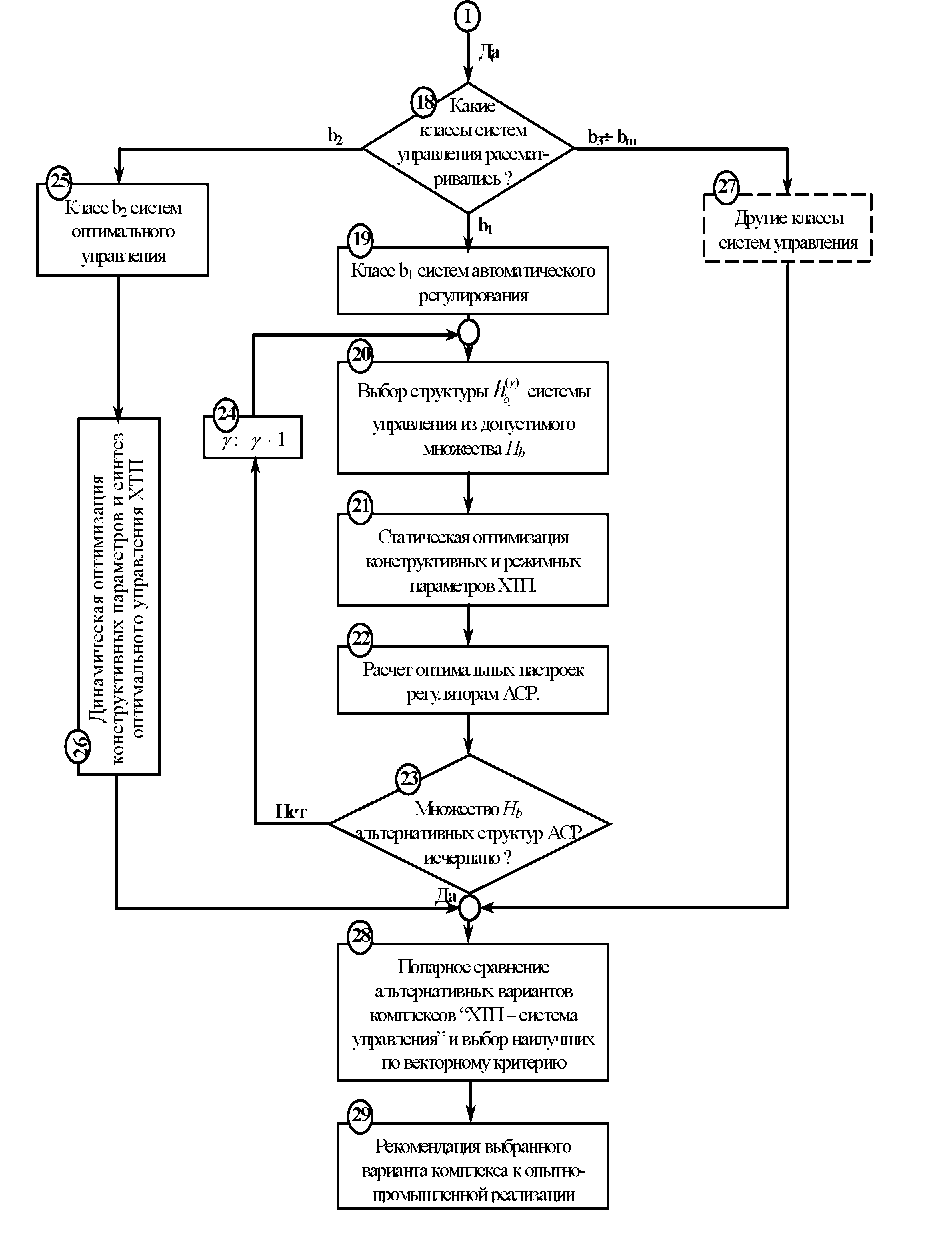 I
Да
18
Какие
классы систем
управления рассмат-
ривались ?
b₂
b₃÷ bₘ
b₁
25
Класс b₂ систем
оптимального
управления
27
Другие классы
систем управления
19
Класс b₁ систем автоматического
регулирования
20
Выбор структуры системы
управления из допустимого
множества H_b
24
γ : γ · 1
21
Статическая оптимизация
конструктивных и режимных
параметров ХТП.
22
Расчет оптимальных настроек
регуляторам АСР.
26
Динамическая оптимизация
конструктивных параметров и синтез
оптимального управления ХТП
23
Множество H_b
альтернативных структур АСР
исчерпано ?
Нет
Да
28
Попарное сравнение
альтернативных вариантов
комплексов “ХТП – система
управления” и выбор наилучших
по векторному критерию
29
Рекомендация выбранного
варианта комплекса к опытно-
промышленной реализации